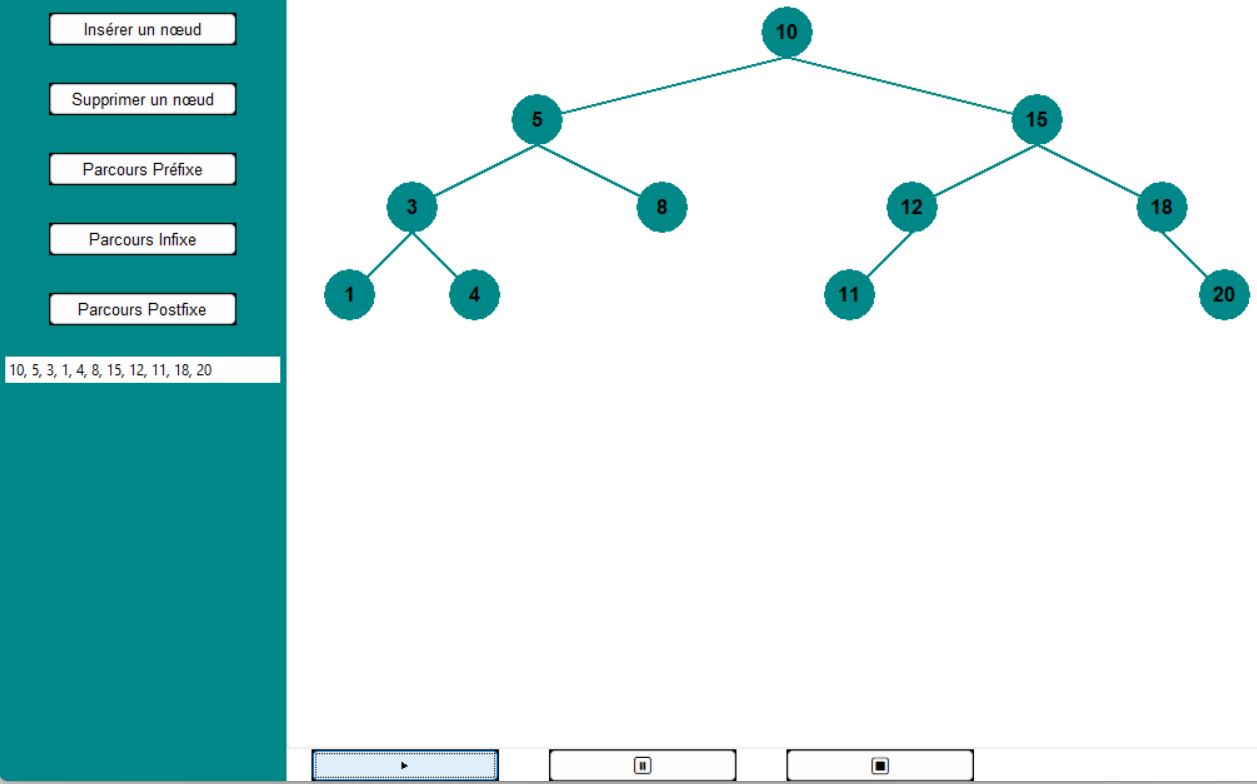 Insérer un nœud
Supprimer un nœud
Parcours Préfixe
Parcours Infixe
Parcours Postfixe
10, 5, 3, 1, 4, 8, 15, 12, 11, 18, 20
10
5
15
3
8
12
18
1
4
11
20